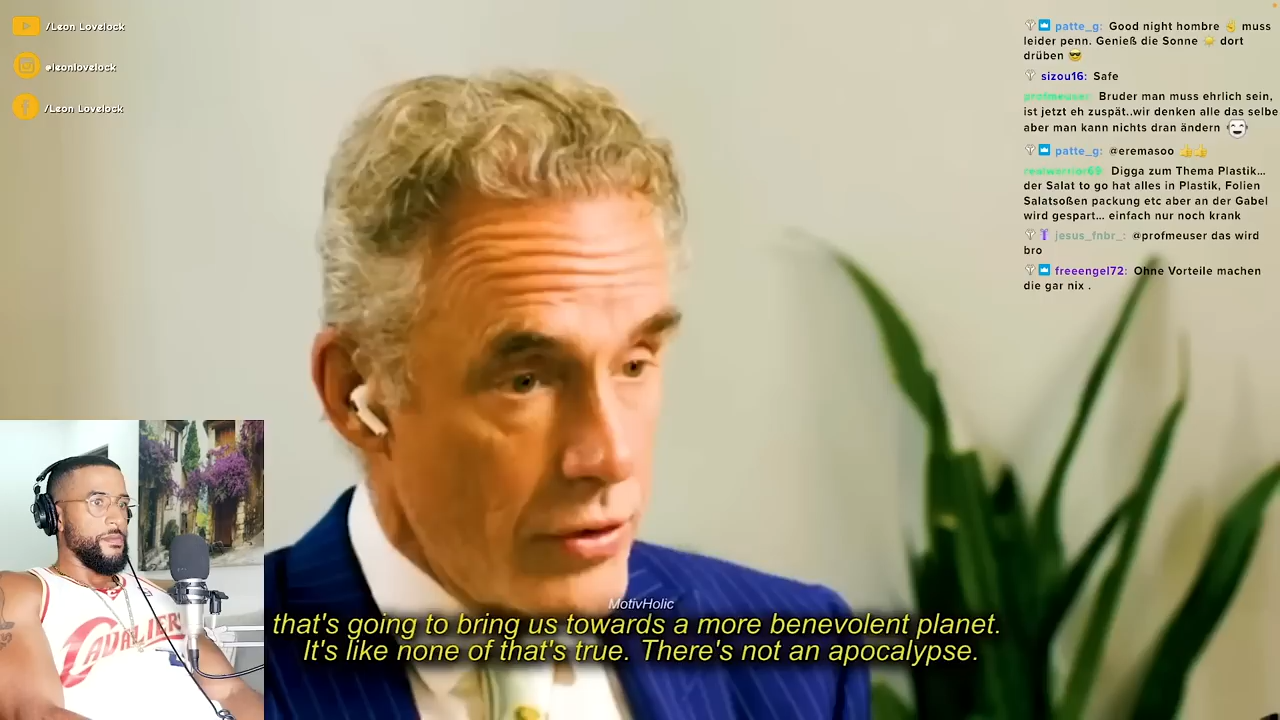 /Leon Lovelock
@leonlovelock
/Leon Lovelock
patte_g: Good night hombre ✌ muss
leider penn. Genieß die Sonne ☀ dort
drüben 😎
sizou16: Safe
profmeuser: Bruder man muss ehrlich sein,
ist jetzt eh zuspät..wir denken alle das selbe
aber man kann nichts dran ändern
patte_g: @eremasoo 👍👍
realwarrior69: Digga zum Thema Plastik...
der Salat to go hat alles in Plastik, Folien
Salatsoßen packung etc aber an der Gabel
wird gespart... einfach nur noch krank
jesus_fnbr_: @profmeuser das wird
bro
freeengel72: Ohne Vorteile machen
die gar nix .
CAVALIERS
MotivHolic
that's going to bring us towards a more benevolent planet.
It's like none of that's true. There's not an apocalypse.